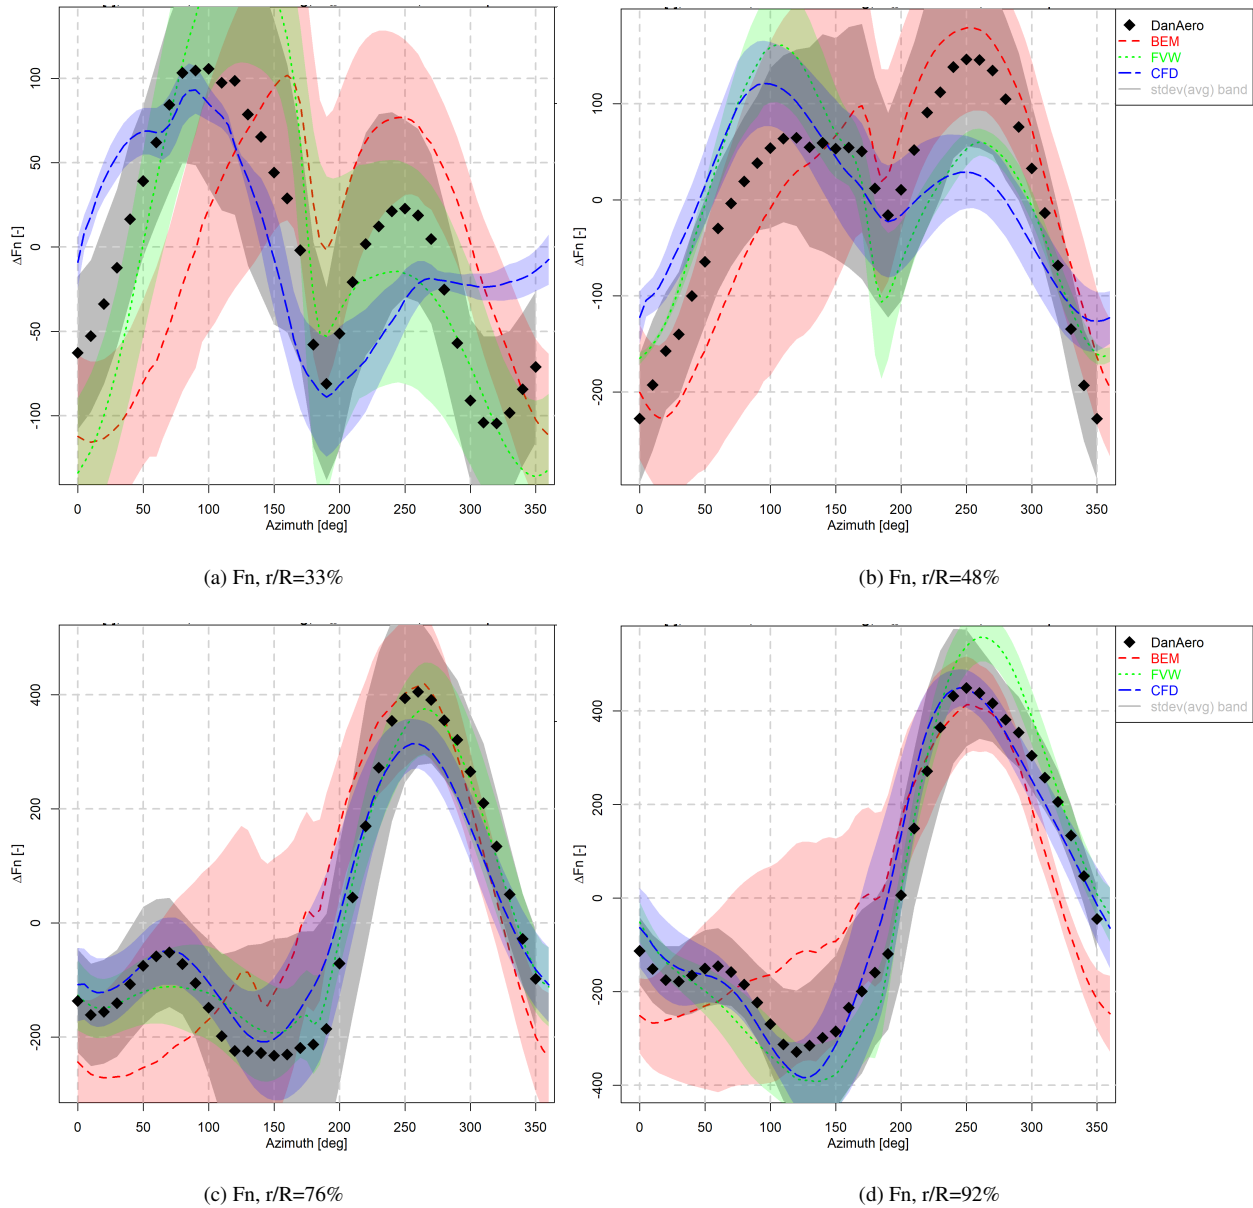 100
50
0
-50
-100
ΔFn [-]
0 50 100 150 200 250 300 350
Azimuth [deg]
(a) Fn, r/R=33%
100
0
-100
-200
ΔFn [-]
0 50 100 150 200 250 300 350
Azimuth [deg]
DanAero
BEM
FVW
CFD
stdev(avg) band
(b) Fn, r/R=48%
400
200
0
-200
ΔFn [-]
0 50 100 150 200 250 300 350
Azimuth [deg]
(c) Fn, r/R=76%
400
200
0
-200
-400
ΔFn [-]
0 50 100 150 200 250 300 350
Azimuth [deg]
DanAero
BEM
FVW
CFD
stdev(avg) band
(d) Fn, r/R=92%